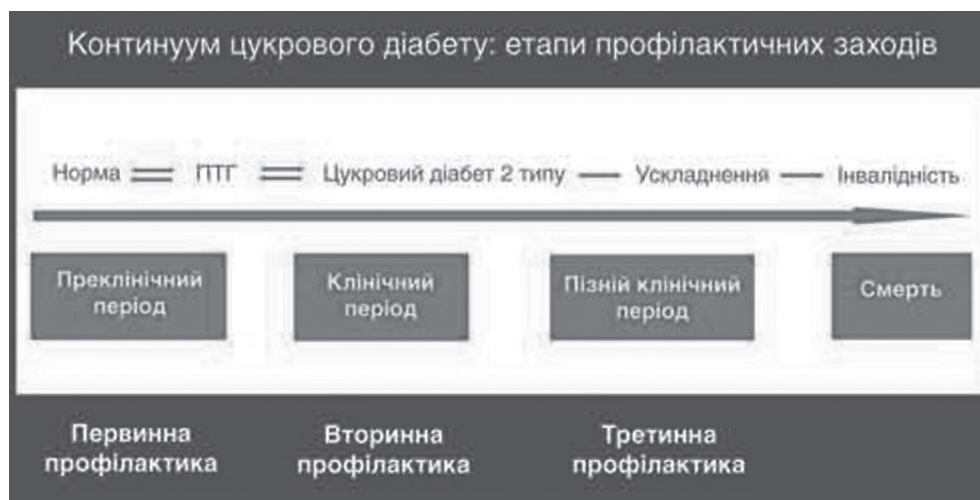 Континуум цукрового діабету: етапи профілактичних заходів
Норма ПТГ Цукровий діабет 2 типу Ускладнення Інвалідність
Преклінічний
період
Клінічний
період
Пізній клінічний
період
Смерть
Первинна
профілактика
Вторинна
профілактика
Третинна
профілактика